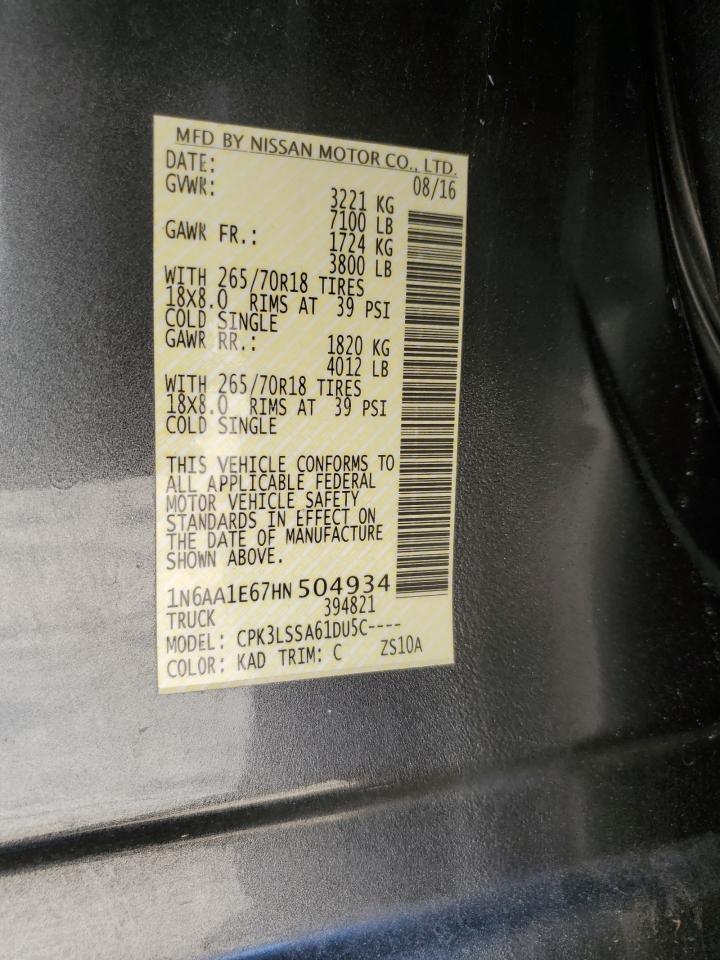 MFD BY NISSAN MOTOR CO., LTD.
DATE: 08/16
GVWR: 3221 KG
7100 LB
GAWR FR.: 1724 KG
3800 LB
WITH 265/70R18 TIRES
18X8.0 RIMS AT 39 PSI
COLD SINGLE
GAWR RR.: 1820 KG
4012 LB
WITH 265/70R18 TIRES
18X8.0 RIMS AT 39 PSI
COLD SINGLE
THIS VEHICLE CONFORMS TO
ALL APPLICABLE FEDERAL
MOTOR VEHICLE SAFETY
STANDARDS IN EFFECT ON
THE DATE OF MANUFACTURE
SHOWN ABOVE.
1N6AA1E67HN504934
TRUCK 394821
MODEL: CPK3LSSA61DU5C----
COLOR: KAD TRIM: C ZS10A